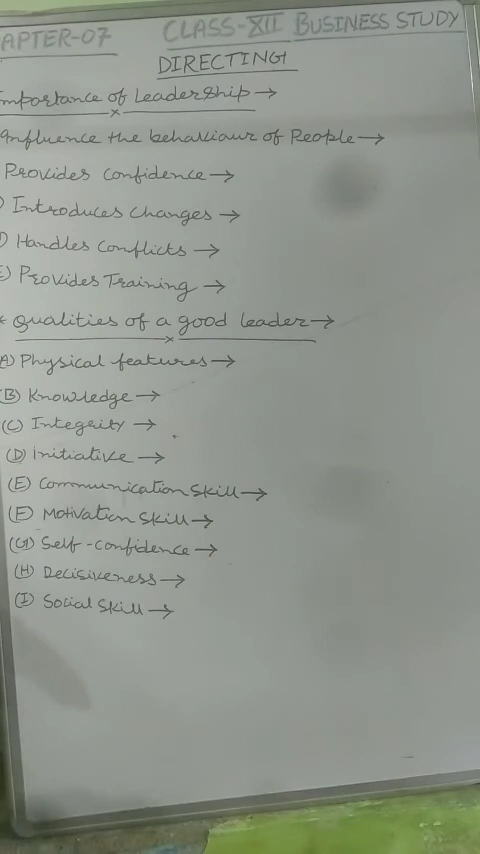 APTER-07 CLASS-XII BUSINESS STUDY
DIRECTING
Importance of Leadership →
Influence the behaviour of People →
Provides Confidence →
) Introduces Changes →
) Handles Conflicts →
E) Provides Training →
* Qualities of a good leader →
(A) Physical features →
(B) Knowledge →
(C) Integrity →
(D) Initiative →
(E) Communication Skill →
(F) Motivation Skill →
(G) Self-Confidence →
(H) Decisiveness →
(I) Social Skill →